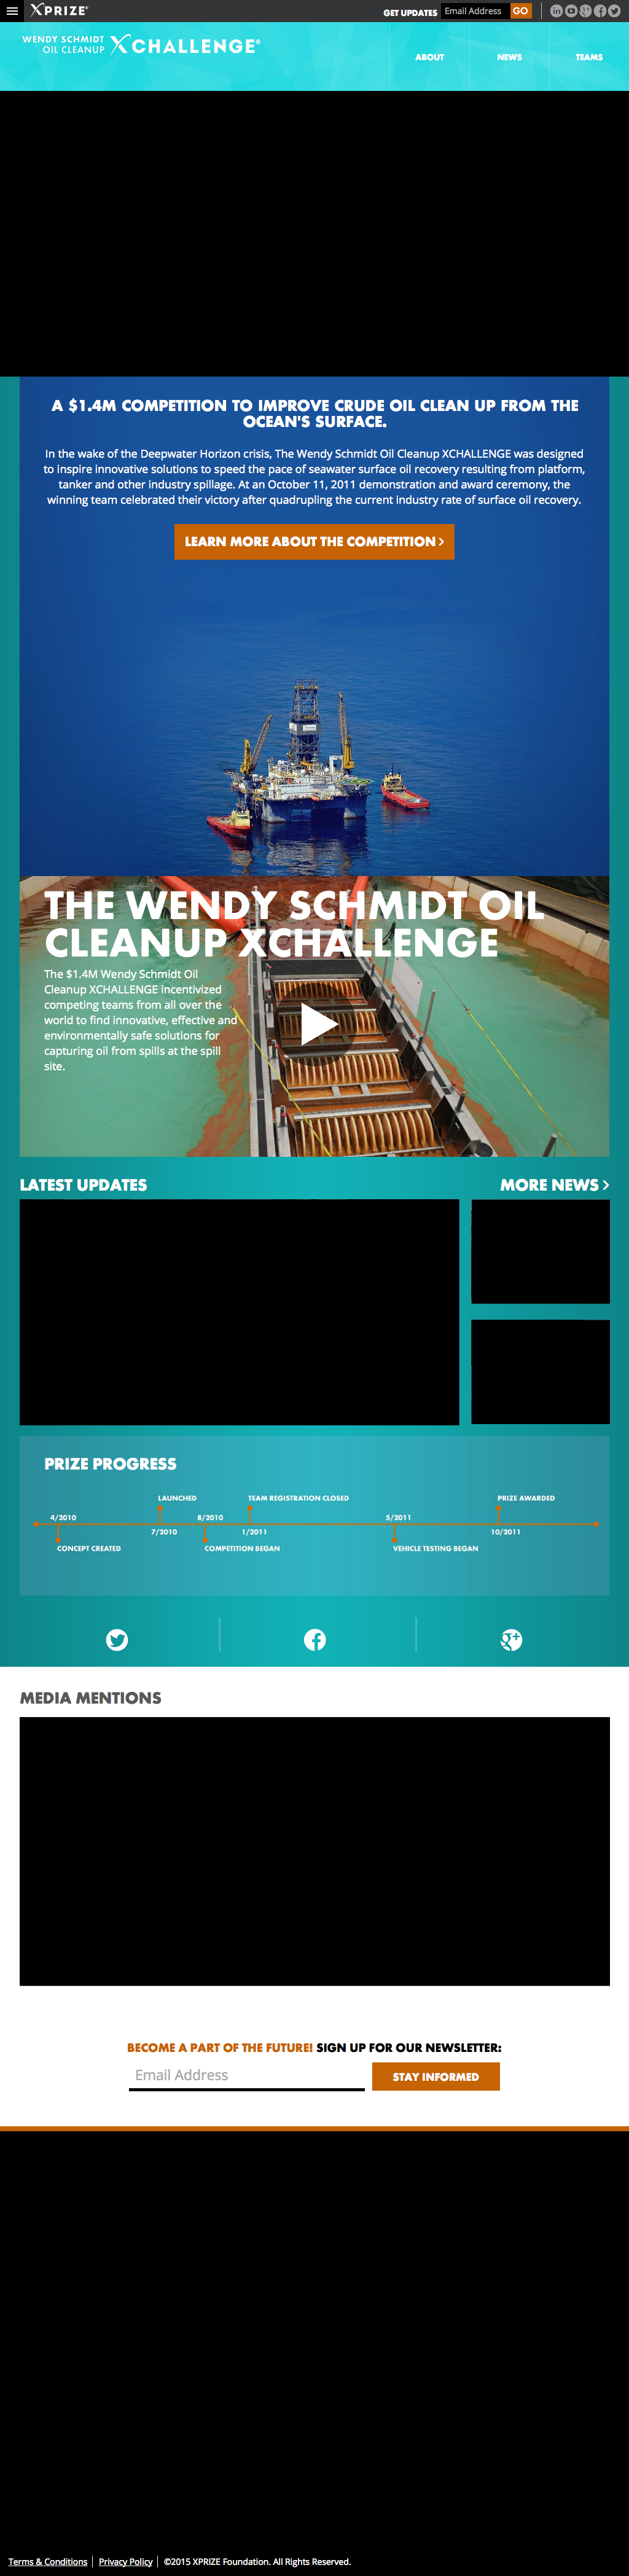 XPRIZE®
GET UPDATES Email Address GO
WENDY SCHMIDT
OIL CLEANUP XCHALLENGE®
ABOUT NEWS TEAMS
A $1.4M COMPETITION TO IMPROVE CRUDE OIL CLEAN UP FROM THE
OCEAN'S SURFACE.
In the wake of the Deepwater Horizon crisis, The Wendy Schmidt Oil Cleanup XCHALLENGE was designed
to inspire innovative solutions to speed the pace of seawater surface oil recovery resulting from platform,
tanker and other industry spillage. At an October 11, 2011 demonstration and award ceremony, the
winning team celebrated their victory after quadrupling the current industry rate of surface oil recovery.
LEARN MORE ABOUT THE COMPETITION >
THE WENDY SCHMIDT OIL
CLEANUP XCHALLENGE
The $1.4M Wendy Schmidt Oil
Cleanup XCHALLENGE incentivized
competing teams from all over the
world to find innovative, effective and
environmentally safe solutions for
capturing oil from spills at the spill
site.
LATEST UPDATES MORE NEWS >
PRIZE PROGRESS
LAUNCHED TEAM REGISTRATION CLOSED PRIZE AWARDED
4/2010 8/2010 5/2011
7/2010 1/2011 10/2011
CONCEPT CREATED COMPETITION BEGAN VEHICLE TESTING BEGAN
MEDIA MENTIONS
BECOME A PART OF THE FUTURE! SIGN UP FOR OUR NEWSLETTER:
Email Address STAY INFORMED
Terms & Conditions Privacy Policy ©2015 XPRIZE Foundation. All Rights Reserved.